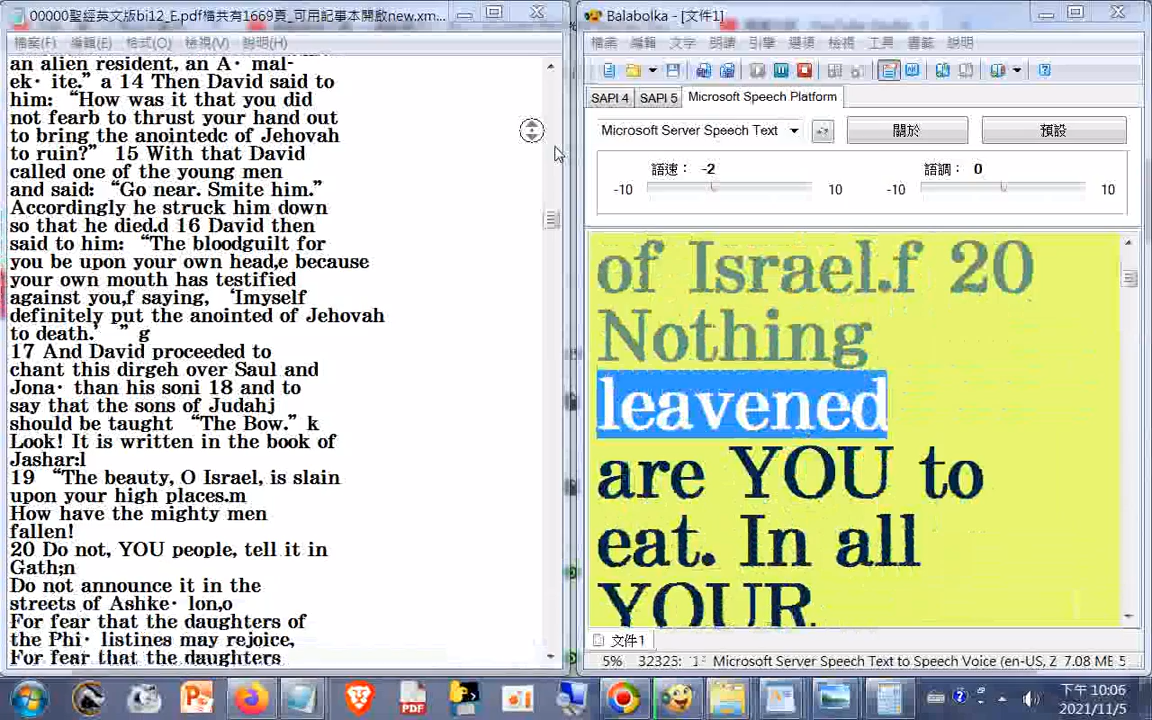 00000聖經英文版bi12_E.pdf檔共有1669頁_可用記事本開啟new.xm...
檔案(F) 編輯(E) 格式(O) 檢視(V) 說明(H)
an alien resident, an A· mal-
ek· ite.” a 14 Then David said to
him: “How was it that you did
not fearb to thrust your hand out
to bring the anointedc of Jehovah
to ruin?” 15 With that David
called one of the young men
and said: “Go near. Smite him.”
Accordingly he struck him down
so that he died.d 16 David then
said to him: “The bloodguilt for
you be upon your own head,e because
your own mouth has testified
against you,f saying, ‘Imyself
definitely put the anointed of Jehovah
to death.’ ” g
17 And David proceeded to
chant this dirgeh over Saul and
Jona· than his soni 18 and to
say that the sons of Judahj
should be taught “The Bow.” k
Look! It is written in the book of
Jashar:l
19 “The beauty, O Israel, is slain
upon your high places.m
How have the mighty men
fallen!
20 Do not, YOU people, tell it in
Gath;n
Do not announce it in the
streets of Ashke· lon,o
For fear that the daughters of
the Phi· listines may rejoice,
For fear that the daughters
Balabolka - [文件1]
檔案 編輯 文字 朗讀 引擎 選項 檢視 工具 書籤 說明
SAPI 4 SAPI 5 Microsoft Speech Platform
Microsoft Server Speech Text 關於 預設
語速： -2 語調： 0
-10 10 -10 10
of Israel.f 20
Nothing
leavened
are YOU to
eat. In all
YOUR
文件1
5% 32323: Microsoft Server Speech Text to Speech Voice (en-US, Z 7.08 MB 5
PDF
下午 10:06
2021/11/5